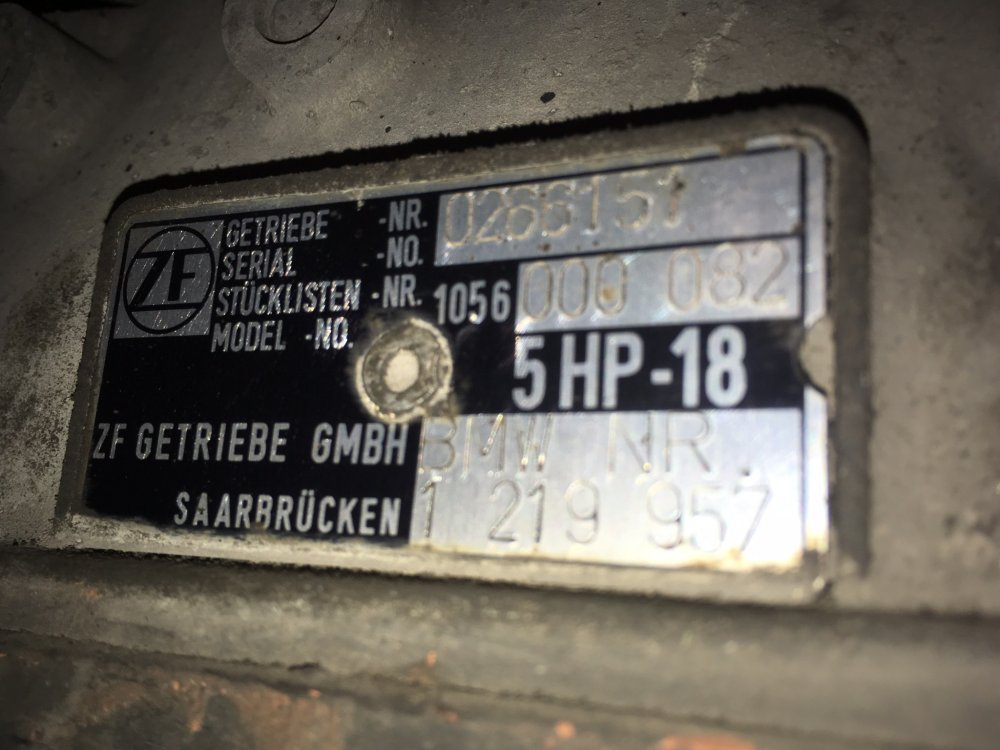 ZF
GETRIEBE -NR. 0266151
SERIAL -NO.
STÜCKLISTEN -NR. 1056 000 082
MODEL -NO.
5 HP-18
ZF GETRIEBE GMBH BMW NR.
SAARBRÜCKEN 1 219 957